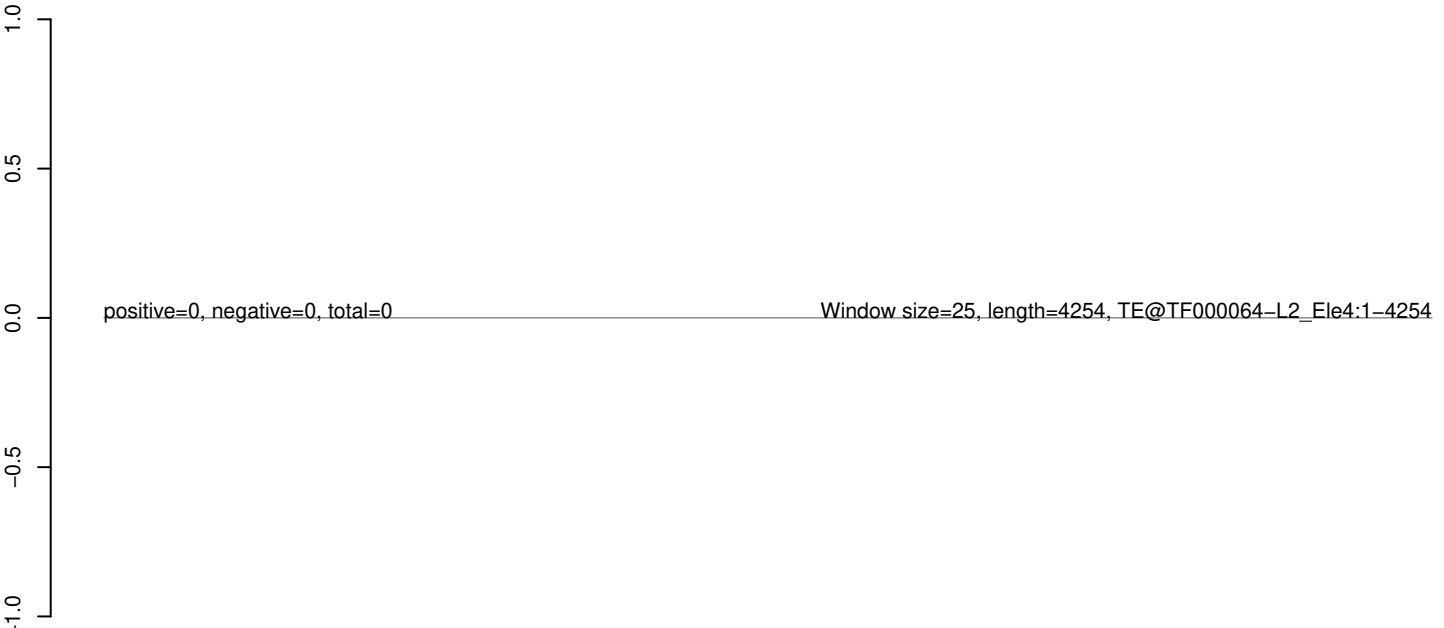 1.0
0.5
0.0
positive=0, negative=0, total=0
Window size=25, length=4254, TE@TF000064−L2_Ele4:1−4254
−0.5
−1.0